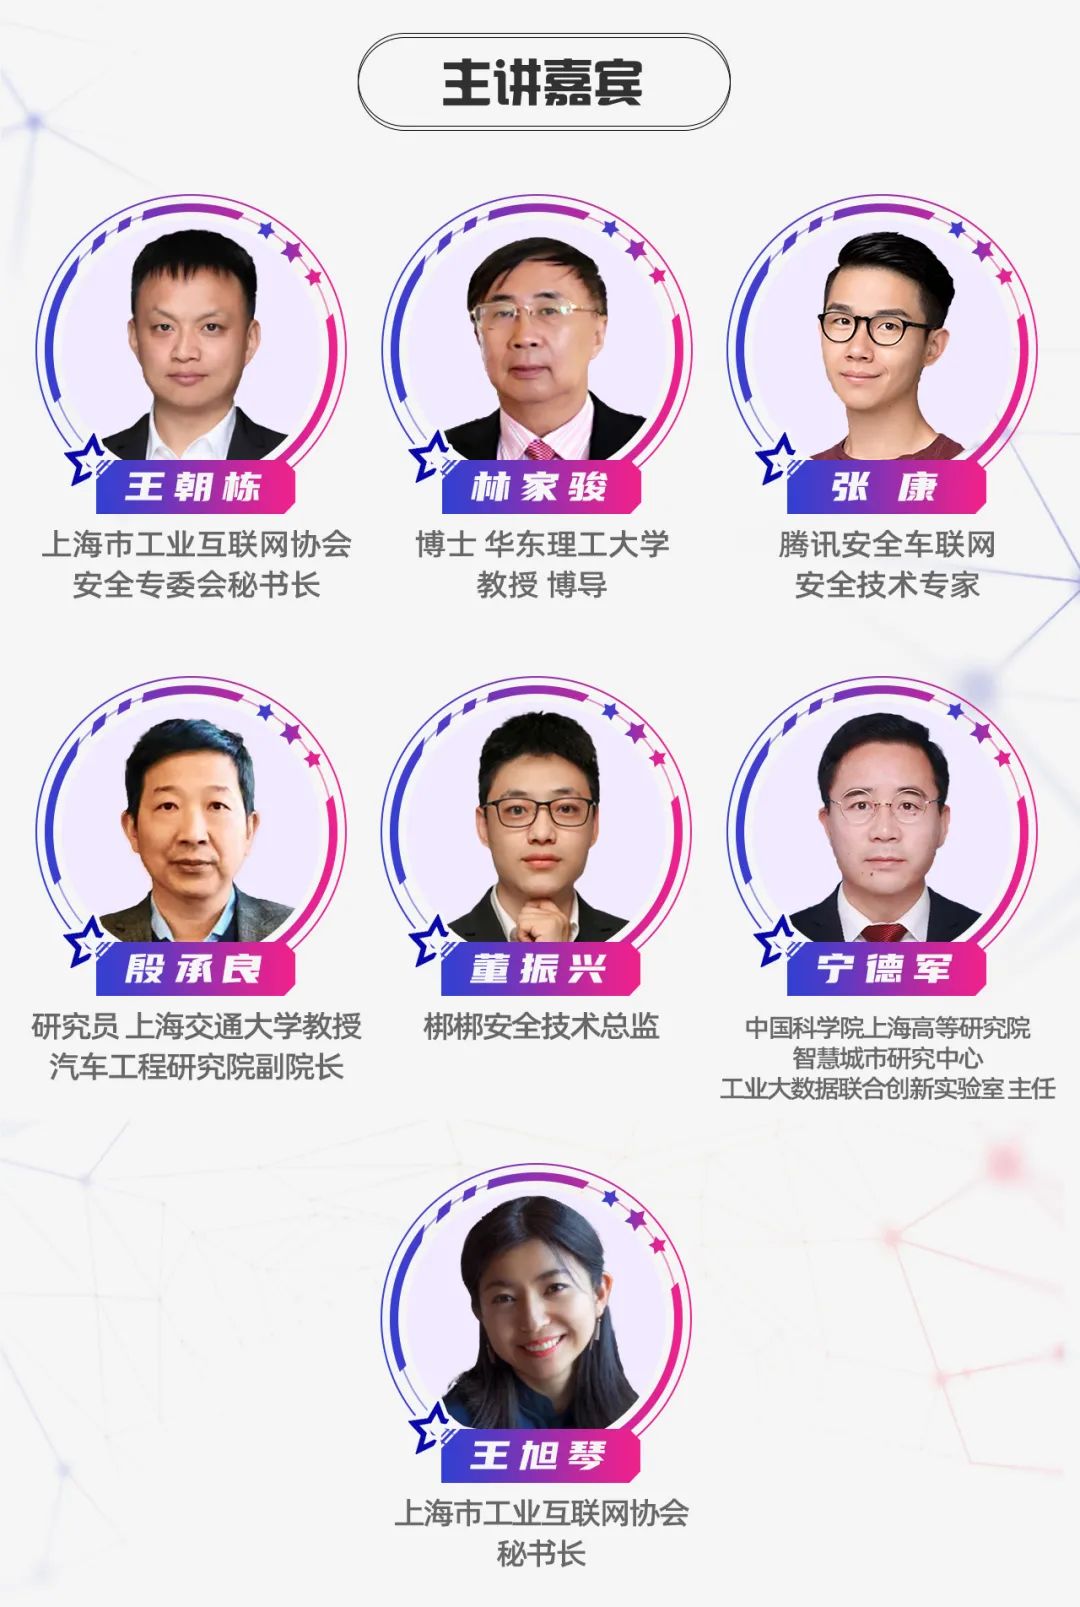 主讲嘉宾
王朝栋
上海市工业互联网协会
安全专委会秘书长
林家骏
博士 华东理工大学
教授 博导
张 康
腾讯安全车联网
安全技术专家
殷承良
研究员 上海交通大学教授
汽车工程研究院副院长
董振兴
梆梆安全技术总监
宁德军
中国科学院上海高等研究院
智慧城市研究中心
工业大数据联合创新实验室 主任
王旭琴
上海市工业互联网协会
秘书长